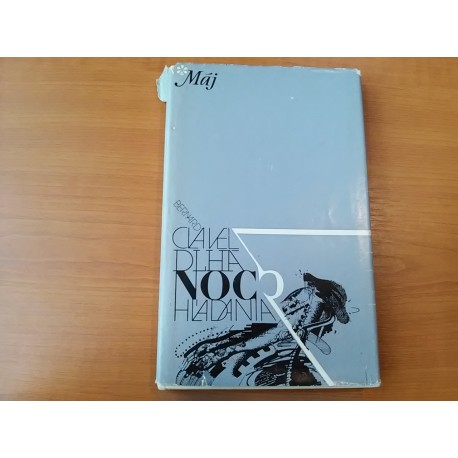 Máj
BERNARD
CLAVEL
DLHÁ
NOC
HĽADANIA